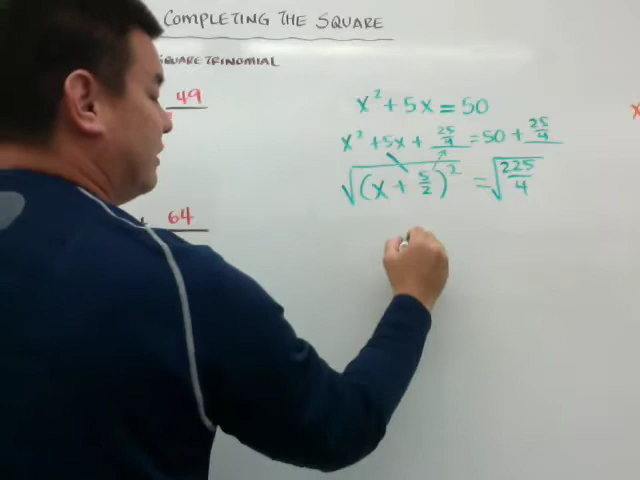 COMPLETING THE SQUARE
SQUARE TRINOMIAL
49
64
x² + 5x = 50
x² + 5x + 25/4 = 50 + 25/4
√(x + 5/2)² = √225/4
x